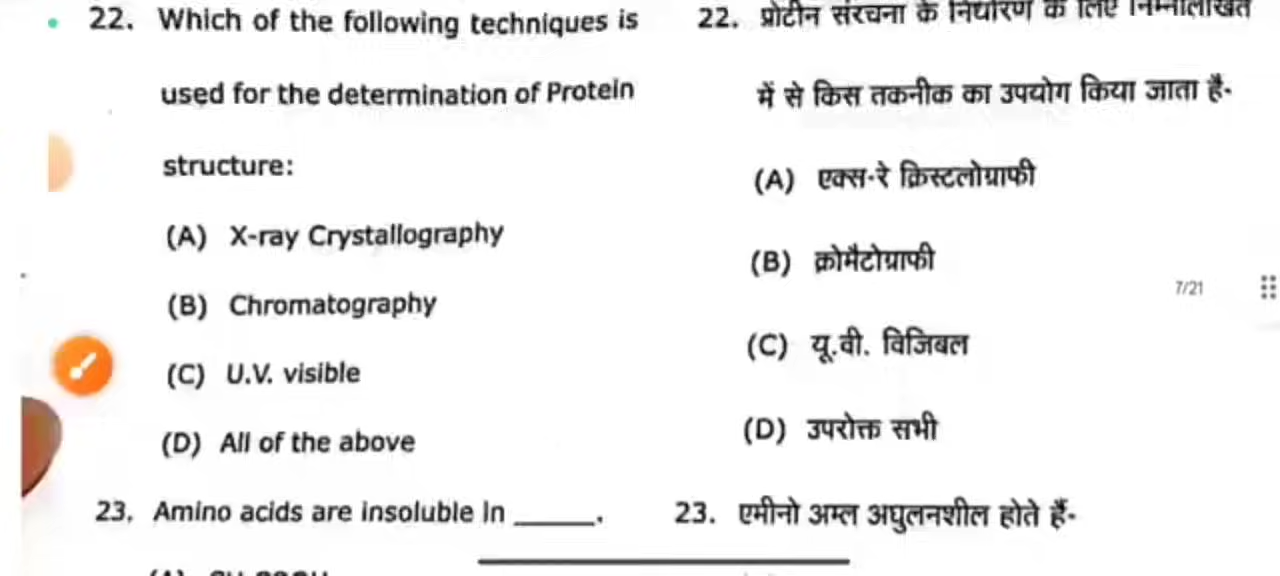 22. Which of the following techniques is
used for the determination of Protein
structure:
(A) X-ray Crystallography
(B) Chromatography
(C) U.V. visible
(D) All of the above
23. Amino acids are insoluble in _____.
22. प्रोटीन संरचना के निर्धारण के लिए निम्नलिखित
में से किस तकनीक का उपयोग किया जाता है-
(A) एक्स-रे क्रिस्टलोग्राफी
(B) क्रोमैटोग्राफी
(C) यू.वी. विजिबल
(D) उपरोक्त सभी
23. एमीनो अम्ल अघुलनशील होते हैं-
7/21